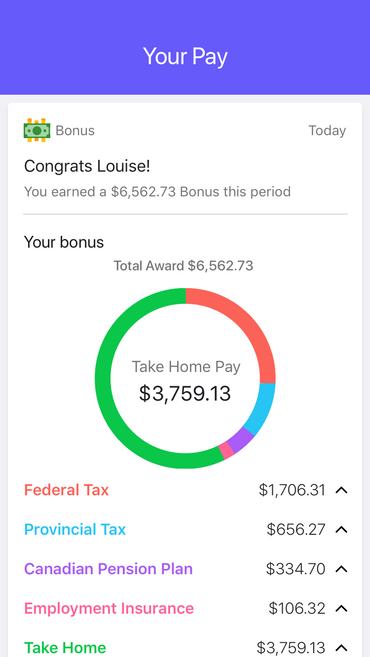 Your Pay
Bonus Today
Congrats Louise!
You earned a $6,562.73 Bonus this period
Your bonus
Total Award $6,562.73
Take Home Pay
$3,759.13
Federal Tax $1,706.31
Provincial Tax $656.27
Canadian Pension Plan $334.70
Employment Insurance $106.32
Take Home $3,759.13